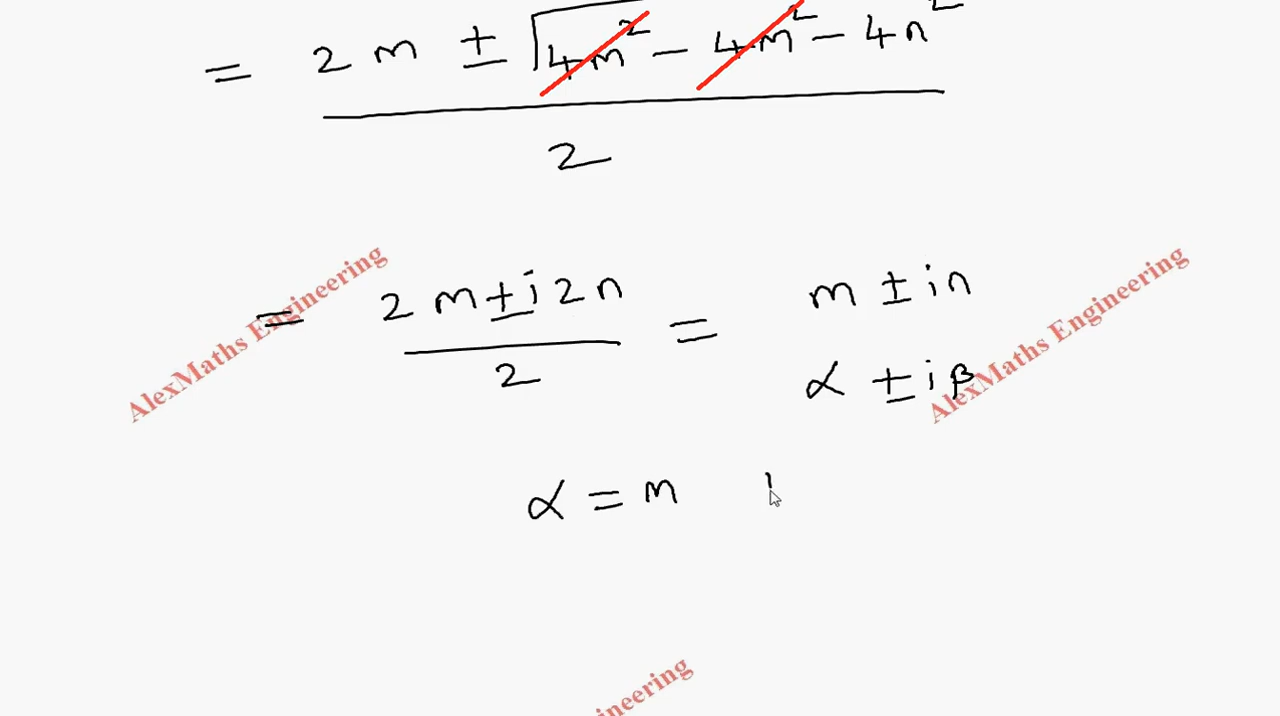 = 2m ± √4m² − 4m² − 4n²
2
= 2m ± i2n = m ± in
2
α ± iβ
α = m
AlexMaths Engineering
AlexMaths Engineering
neering